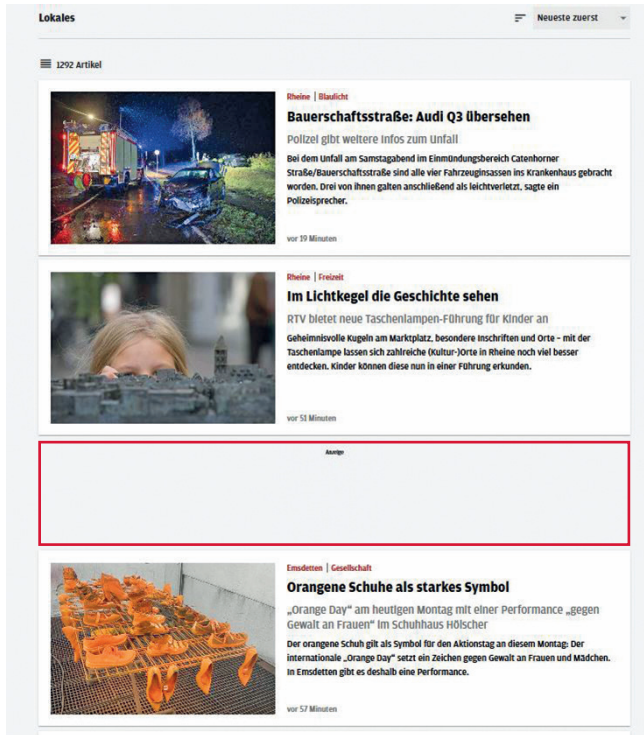 Lokales
Neueste zuerst
1292 Artikel
Rheine | Blaulicht
Bauerschaftsstraße: Audi Q3 übersehen
Polizei gibt weitere Infos zum Unfall
Bei dem Unfall am Samstagabend im Einmündungsbereich Catenhorner
Straße/Bauerschaftsstraße sind alle vier Fahrzeuginsassen ins Krankenhaus gebracht
worden. Drei von ihnen galten anschließend als leichtverletzt, sagte ein
Polizeisprecher.
vor 19 Minuten
Rheine | Freizeit
Im Lichtkegel die Geschichte sehen
RTV bietet neue Taschenlampen-Führung für Kinder an
Geheimnisvolle Kugeln am Marktplatz, besondere Inschriften und Orte – mit der
Taschenlampe lassen sich zahlreiche (Kultur-)Orte in Rheine noch viel besser
entdecken. Kinder können diese nun in einer Führung erkunden.
vor 51 Minuten
Anzeige
Emsdetten | Gesellschaft
Orangene Schuhe als starkes Symbol
„Orange Day“ am heutigen Montag mit einer Performance „gegen
Gewalt an Frauen“ im Schuhhaus Hölscher
Der orangene Schuh gilt als Symbol für den Aktionstag an diesem Montag: Der
internationale „Orange Day“ setzt ein Zeichen gegen Gewalt an Frauen und Mädchen.
In Emsdetten gibt es deshalb eine Performance.
vor 57 Minuten